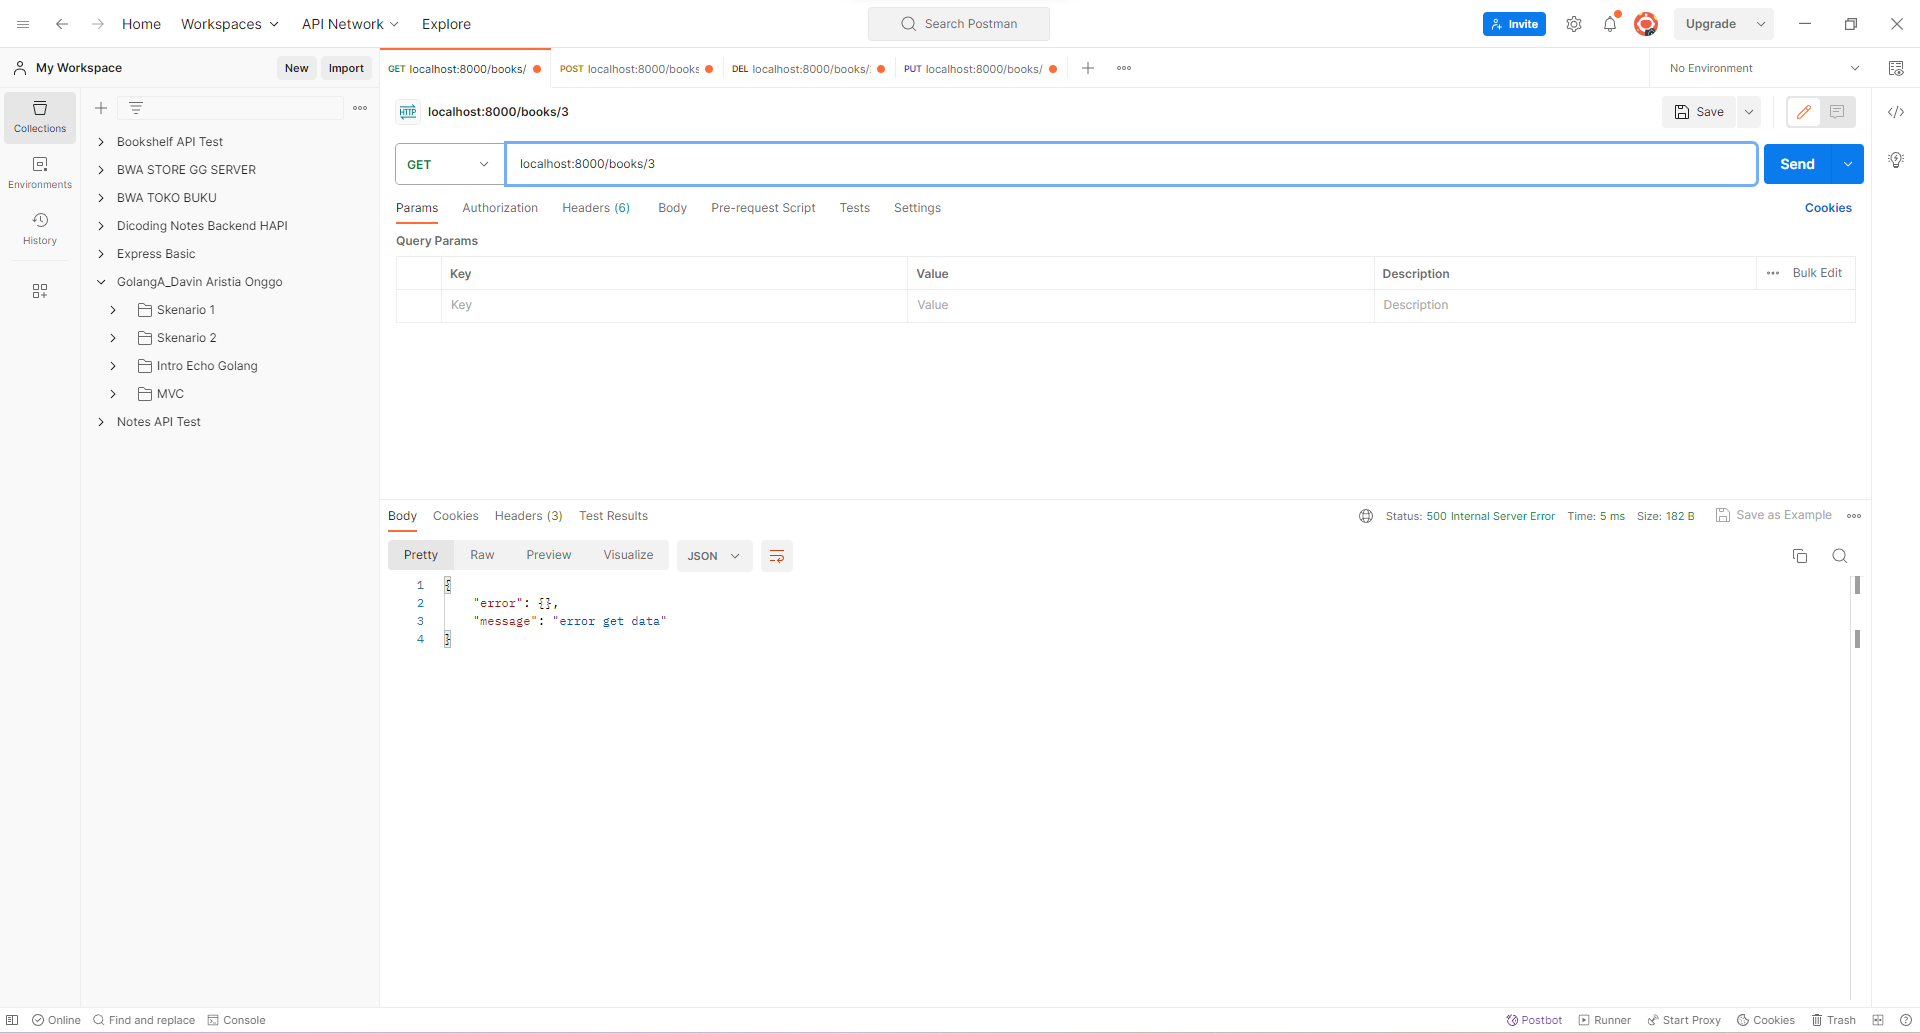 Home Workspaces API Network Explore Search Postman Invite Upgrade
My Workspace New Import
GET localhost:8000/books/ POST localhost:8000/books DEL localhost:8000/books/ PUT localhost:8000/books/ No Environment
Collections
Environments
History
Bookshelf API Test
BWA STORE GG SERVER
BWA TOKO BUKU
Dicoding Notes Backend HAPI
Express Basic
GolangA_Davin Aristia Onggo
Skenario 1
Skenario 2
Intro Echo Golang
MVC
Notes API Test
HTTP localhost:8000/books/3 Save
GET localhost:8000/books/3 Send
Params Authorization Headers (6) Body Pre-request Script Tests Settings Cookies
Query Params
Key Value Description Bulk Edit
Key Value Description
Body Cookies Headers (3) Test Results Status: 500 Internal Server Error Time: 5 ms Size: 182 B Save as Example
Pretty Raw Preview Visualize JSON
1 {
2 "error": {},
3 "message": "error get data"
4 }
Online Find and replace Console Postbot Runner Start Proxy Cookies Trash